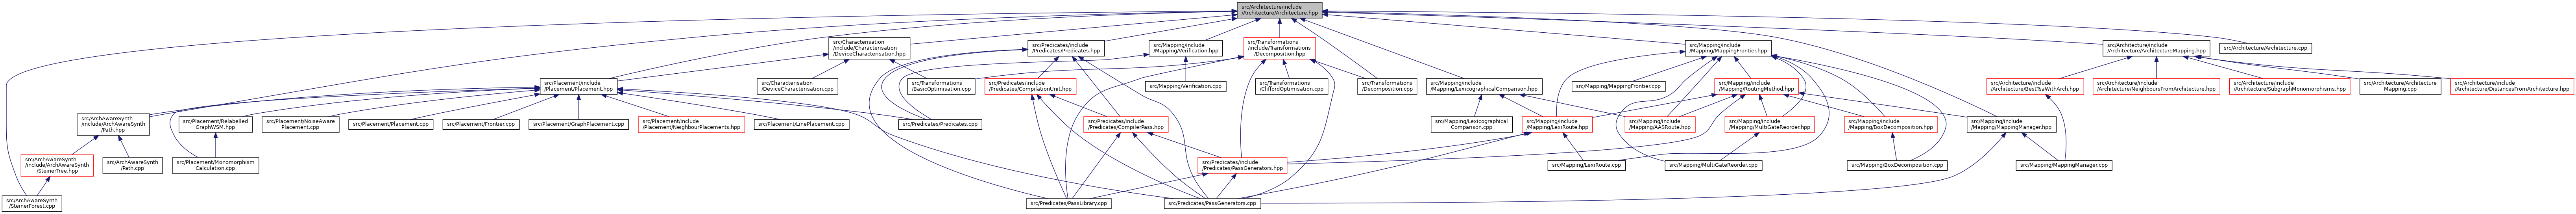 src/Architecture/include
/Architecture/Architecture.hpp
src/Characterisation
/include/Characterisation
/DeviceCharacterisation.hpp
src/Predicates/include
/Predicates/Predicates.hpp
src/Mapping/include
/Mapping/Verification.hpp
src/Transformations
/include/Transformations
/Decomposition.hpp
src/Mapping/include
/Mapping/MappingFrontier.hpp
src/Architecture/include
/Architecture/ArchitectureMapping.hpp
src/Architecture/Architecture.cpp
src/Placement/include
/Placement/Placement.hpp
src/Characterisation
/DeviceCharacterisation.cpp
src/Transformations
/BasicOptimisation.cpp
src/Predicates/include
/Predicates/CompilationUnit.hpp
src/Mapping/Verification.cpp
src/Transformations
/CliffordOptimisation.cpp
src/Transformations
/Decomposition.cpp
src/Mapping/include
/Mapping/LexicographicalComparison.hpp
src/Mapping/MappingFrontier.cpp
src/Mapping/include
/Mapping/RoutingMethod.hpp
src/Architecture/include
/Architecture/BestTsaWithArch.hpp
src/Architecture/include
/Architecture/NeighboursFromArchitecture.hpp
src/Architecture/include
/Architecture/SubgraphMonomorphisms.hpp
src/Architecture/Architecture
Mapping.cpp
src/Architecture/include
/Architecture/DistancesFromArchitecture.hpp
src/ArchAwareSynth
/include/ArchAwareSynth
/Path.hpp
src/Placement/Relabelled
GraphWSM.hpp
src/Placement/NoiseAware
Placement.cpp
src/Placement/Placement.cpp
src/Placement/Frontier.cpp
src/Placement/GraphPlacement.cpp
src/Placement/include
/Placement/NeighbourPlacements.hpp
src/Placement/LinePlacement.cpp
src/Predicates/Predicates.cpp
src/Predicates/include
/Predicates/CompilerPass.hpp
src/Mapping/Lexicographical
Comparison.cpp
src/Mapping/include
/Mapping/LexiRoute.hpp
src/Mapping/include
/Mapping/AASRoute.hpp
src/Mapping/include
/Mapping/MultiGateReorder.hpp
src/Mapping/include
/Mapping/BoxDecomposition.hpp
src/Mapping/include
/Mapping/MappingManager.hpp
src/ArchAwareSynth
/include/ArchAwareSynth
/SteinerTree.hpp
src/ArchAwareSynth
/Path.cpp
src/Placement/Monomorphism
Calculation.cpp
src/Predicates/include
/Predicates/PassGenerators.hpp
src/Mapping/LexiRoute.cpp
src/Mapping/MultiGateReorder.cpp
src/Mapping/BoxDecomposition.cpp
src/Mapping/MappingManager.cpp
src/ArchAwareSynth
/SteinerForest.cpp
src/Predicates/PassLibrary.cpp
src/Predicates/PassGenerators.cpp